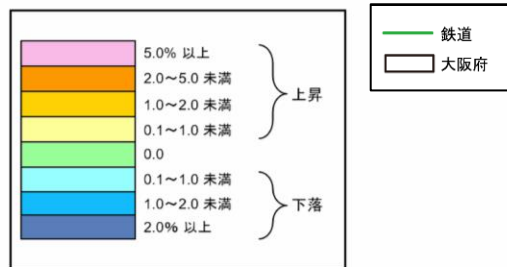 5.0% 以上
2.0～5.0 未満
1.0～2.0 未満
0.1～1.0 未満
上昇
0.0
0.1～1.0 未満
1.0～2.0 未満
2.0% 以上
下落
鉄道
大阪府